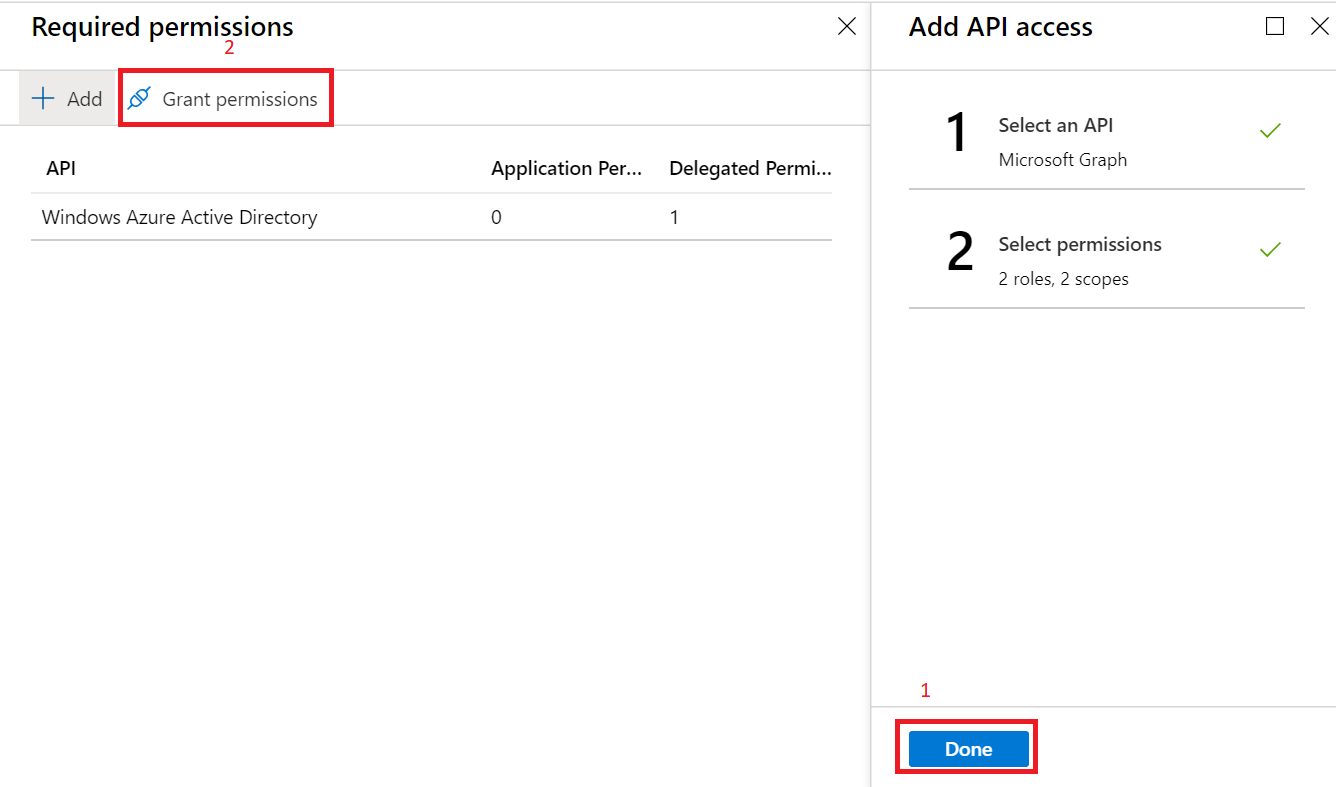 Required permissions
2
Add
Grant permissions
API
Application Per...
Delegated Permi...
Windows Azure Active Directory
0
1
Add API access
1
Select an API
Microsoft Graph
2
Select permissions
2 roles, 2 scopes
1
Done